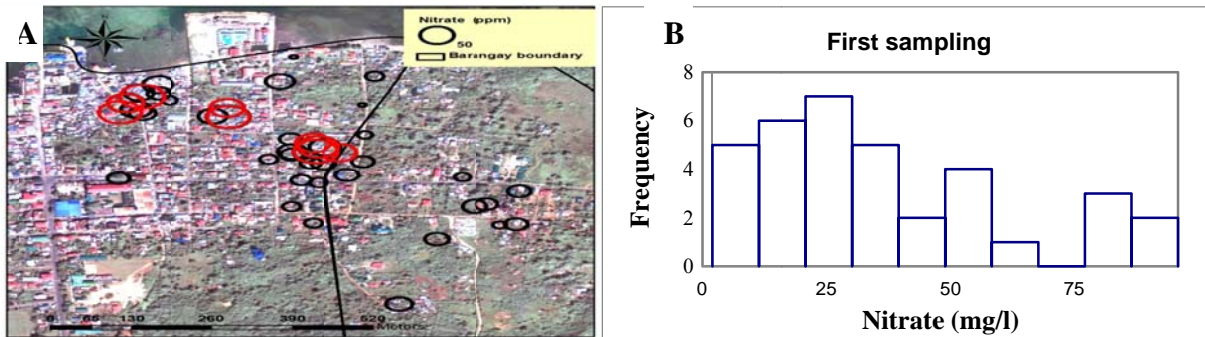 A
Nitrate (ppm)
50
Barangay boundary
0 65 130 260 390 520
Meters
B
First sampling
8
6
4
2
0
0 25 50 75
Frequency
Nitrate (mg/l)